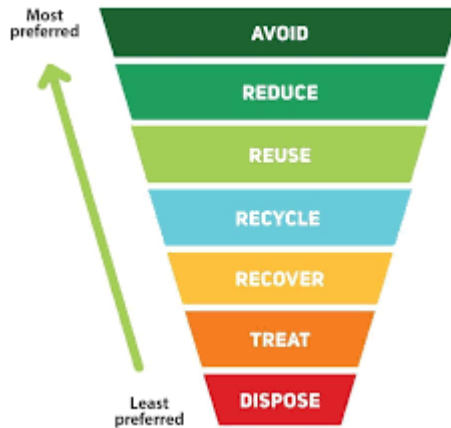 Most
preferred
AVOID
REDUCE
REUSE
RECYCLE
RECOVER
TREAT
DISPOSE
Least
preferred